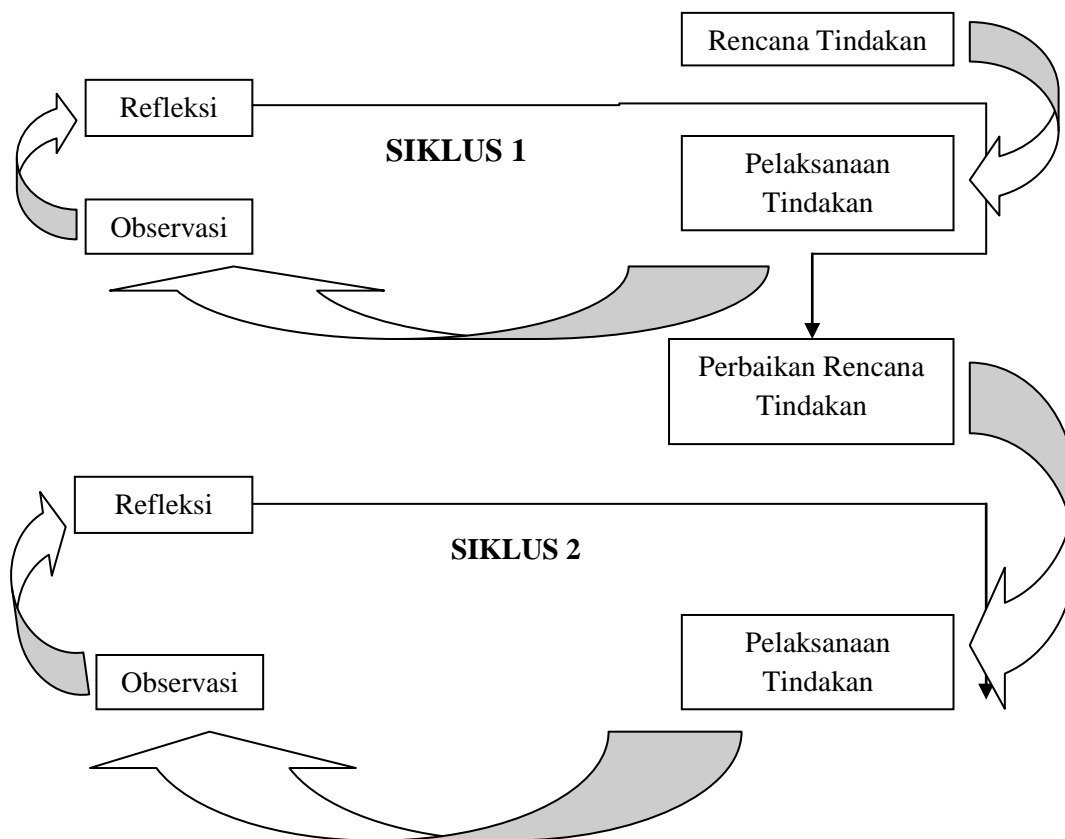 Rencana Tindakan
Refleksi
SIKLUS 1
Pelaksanaan
Tindakan
Observasi
Perbaikan Rencana
Tindakan
Refleksi
SIKLUS 2
Pelaksanaan
Tindakan
Observasi